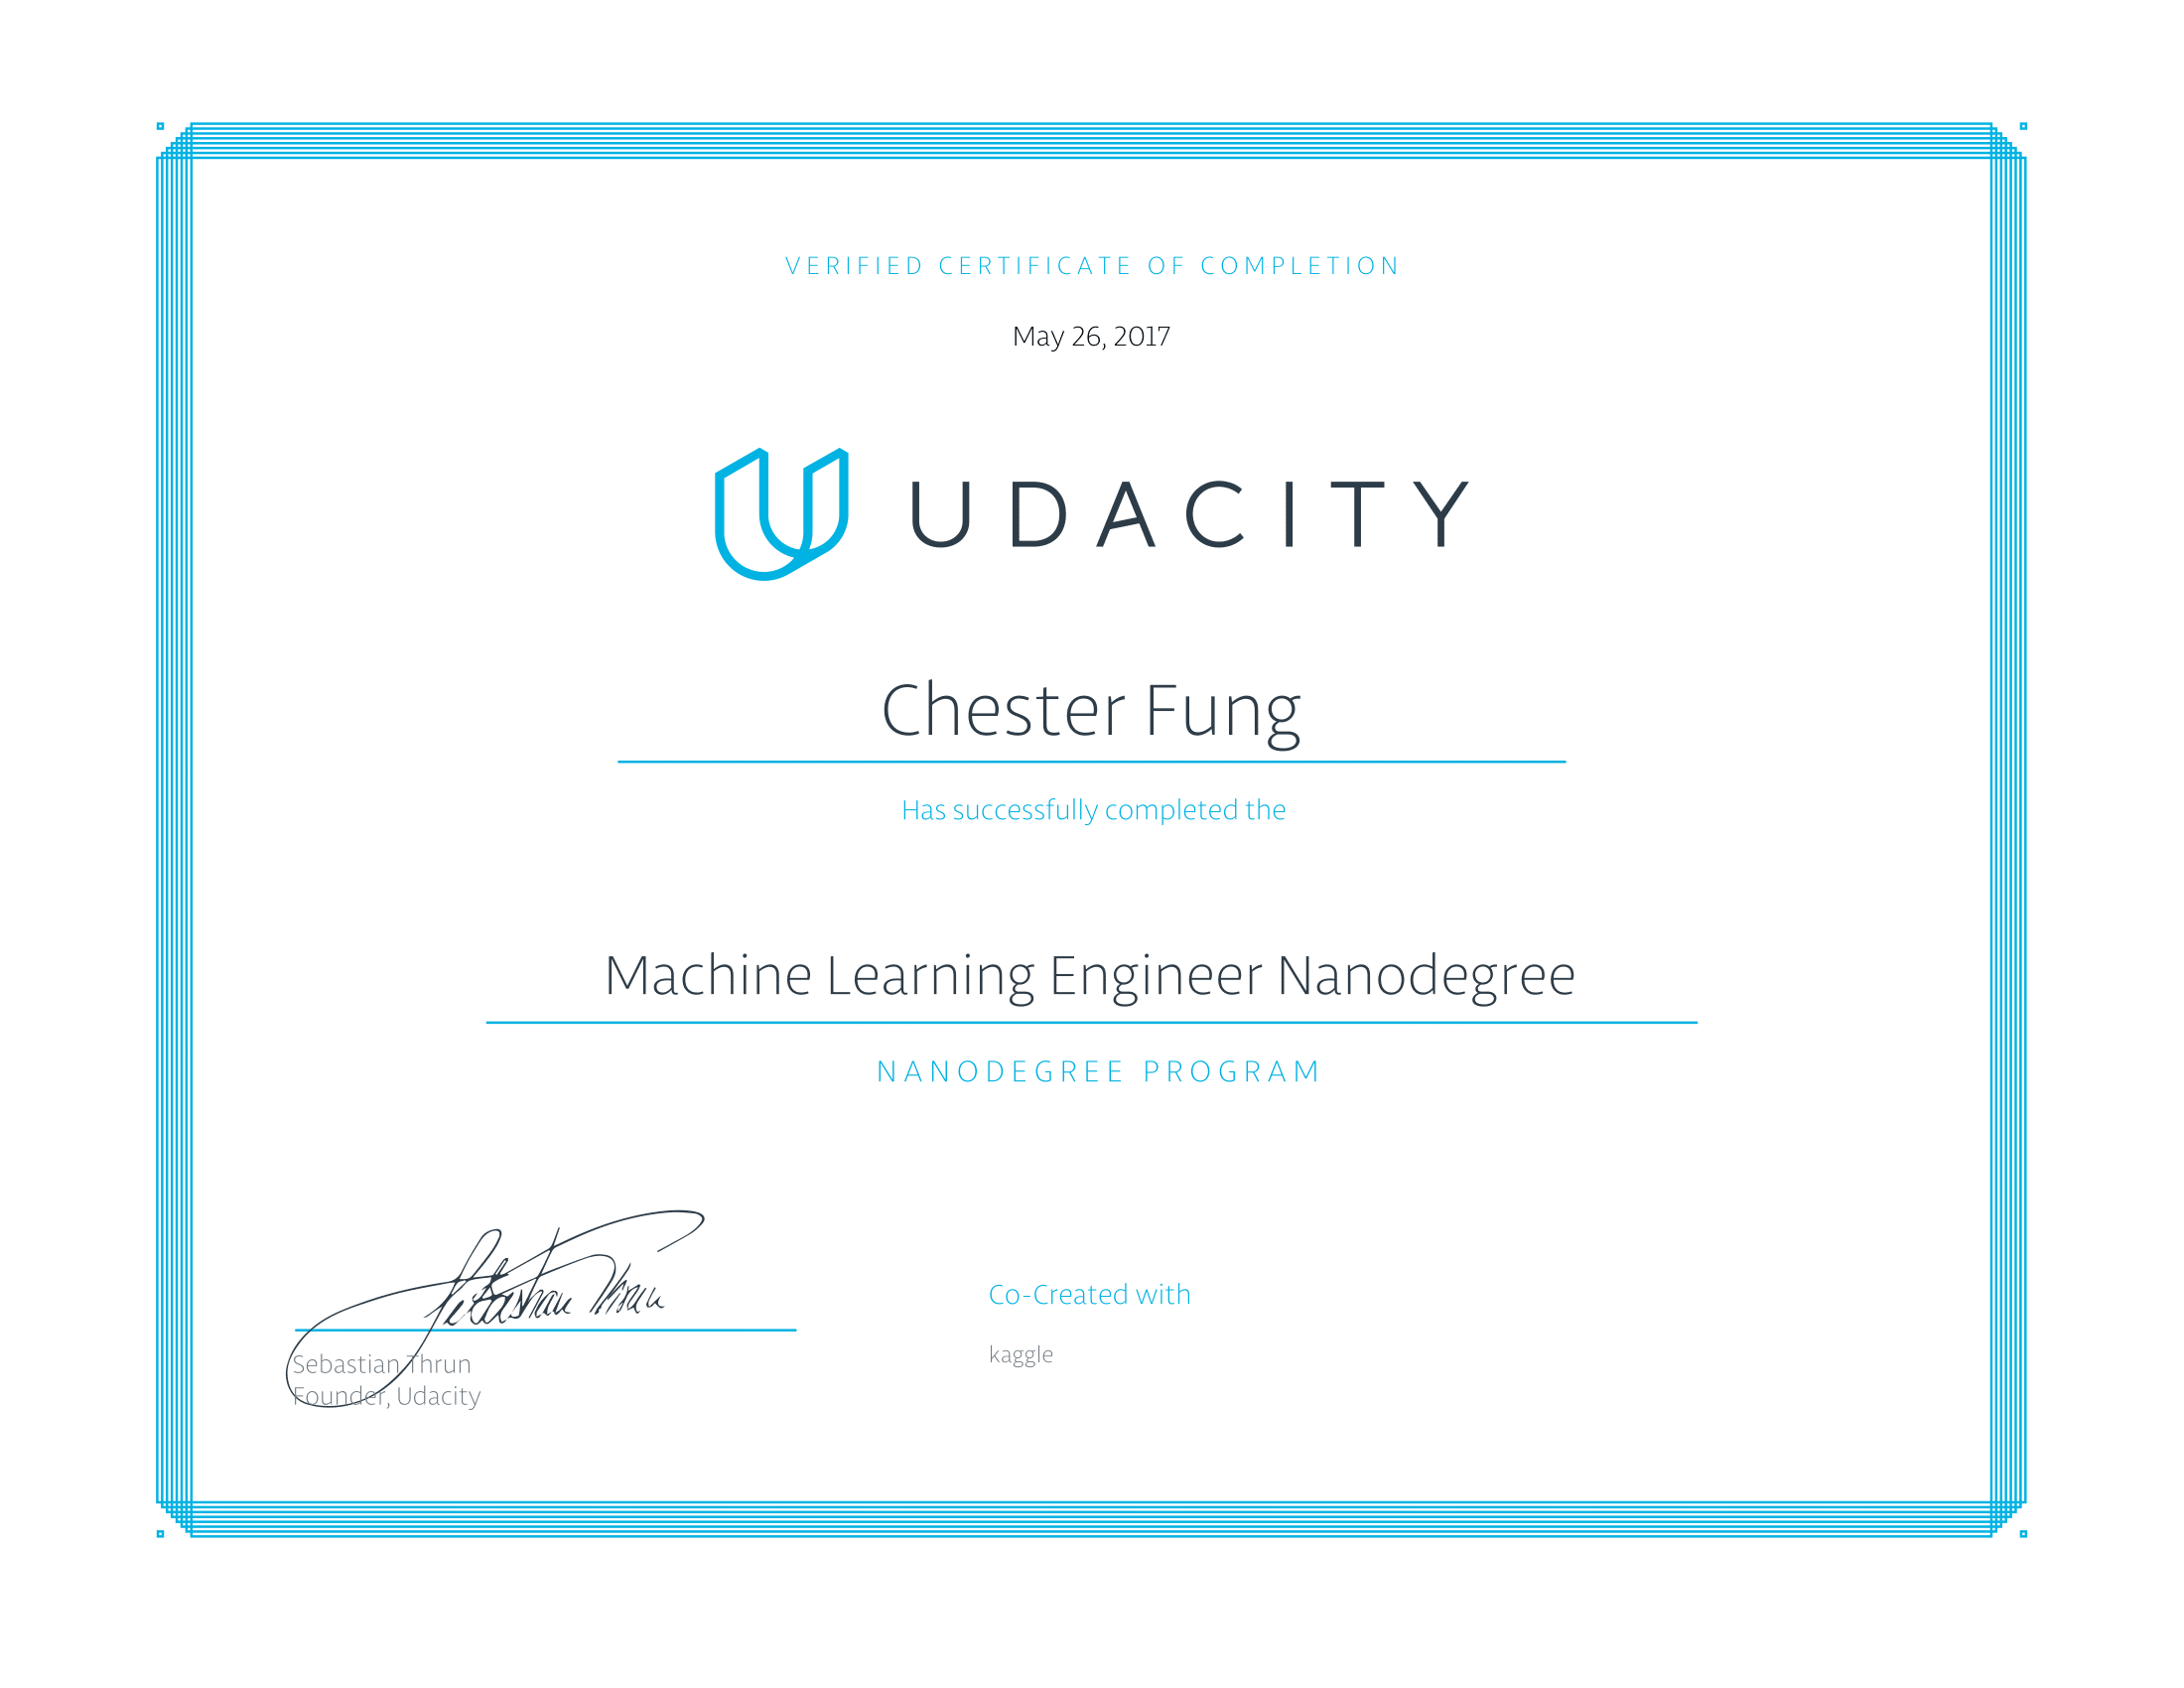 VERIFIED CERTIFICATE OF COMPLETION
May 26, 2017
UDACITY
Chester Fung
Has successfully completed the
Machine Learning Engineer Nanodegree
NANODEGREE PROGRAM
Sebastian Thrun
Sebastian Thrun
Founder, Udacity
Co-Created with
kaggle